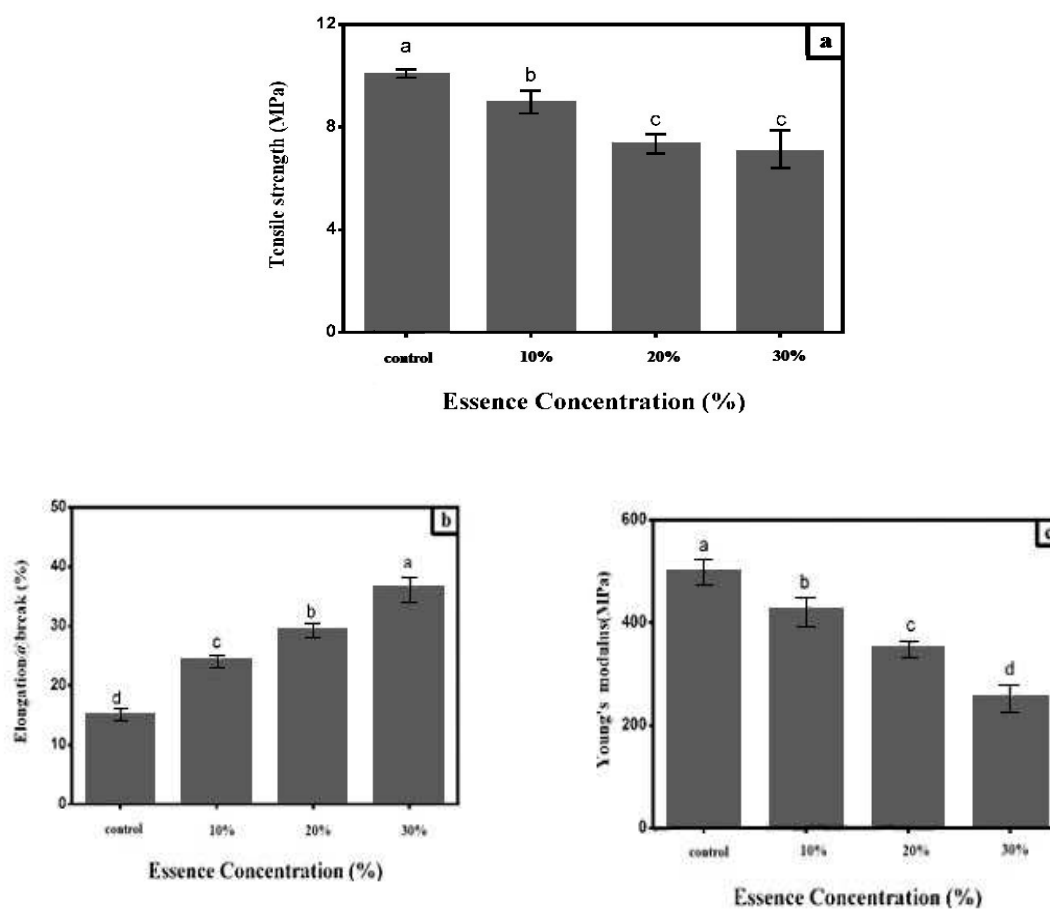 12
a
a
b
8
c
c
Tensile strength (MPa)
4
0
control
10%
20%
30%
Essence Concentration (%)
50
b
a
40
b
30
c
Elongation@break (%)
20
d
10
0
control
10%
20%
30%
Essence Concentration (%)
600
a
b
400
c
d
Young's modulus(MPa)
200
0
control
10%
20%
30%
Essence Concentration (%)